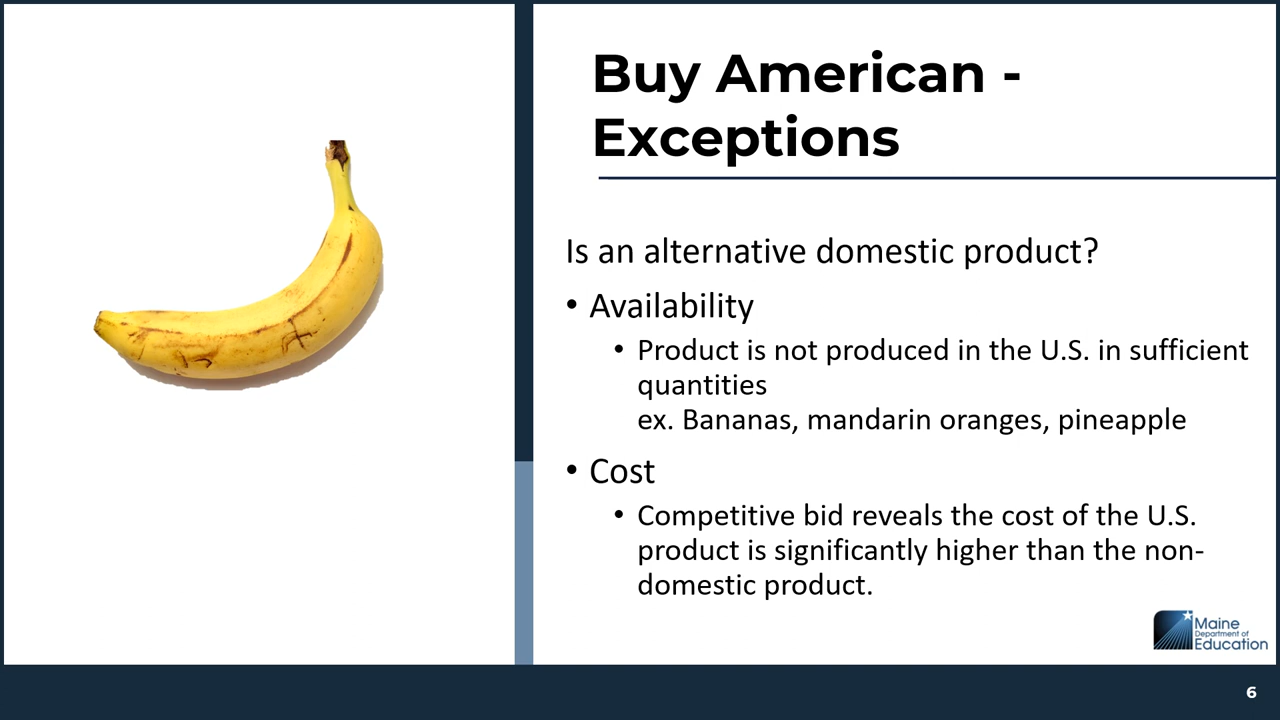 Buy American -
Exceptions
Is an alternative domestic product?
• Availability
• Product is not produced in the U.S. in sufficient
quantities
ex. Bananas, mandarin oranges, pineapple
• Cost
• Competitive bid reveals the cost of the U.S.
product is significantly higher than the non-
domestic product.
Maine
Department of
Education
6